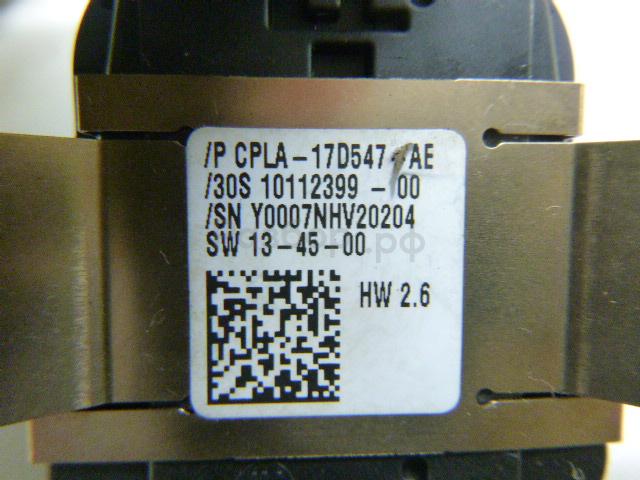 /P CPLA-17D547-AE
/30S 10112399-00
/SN Y0007NHV20204
SW 13-45-00
HW 2.6